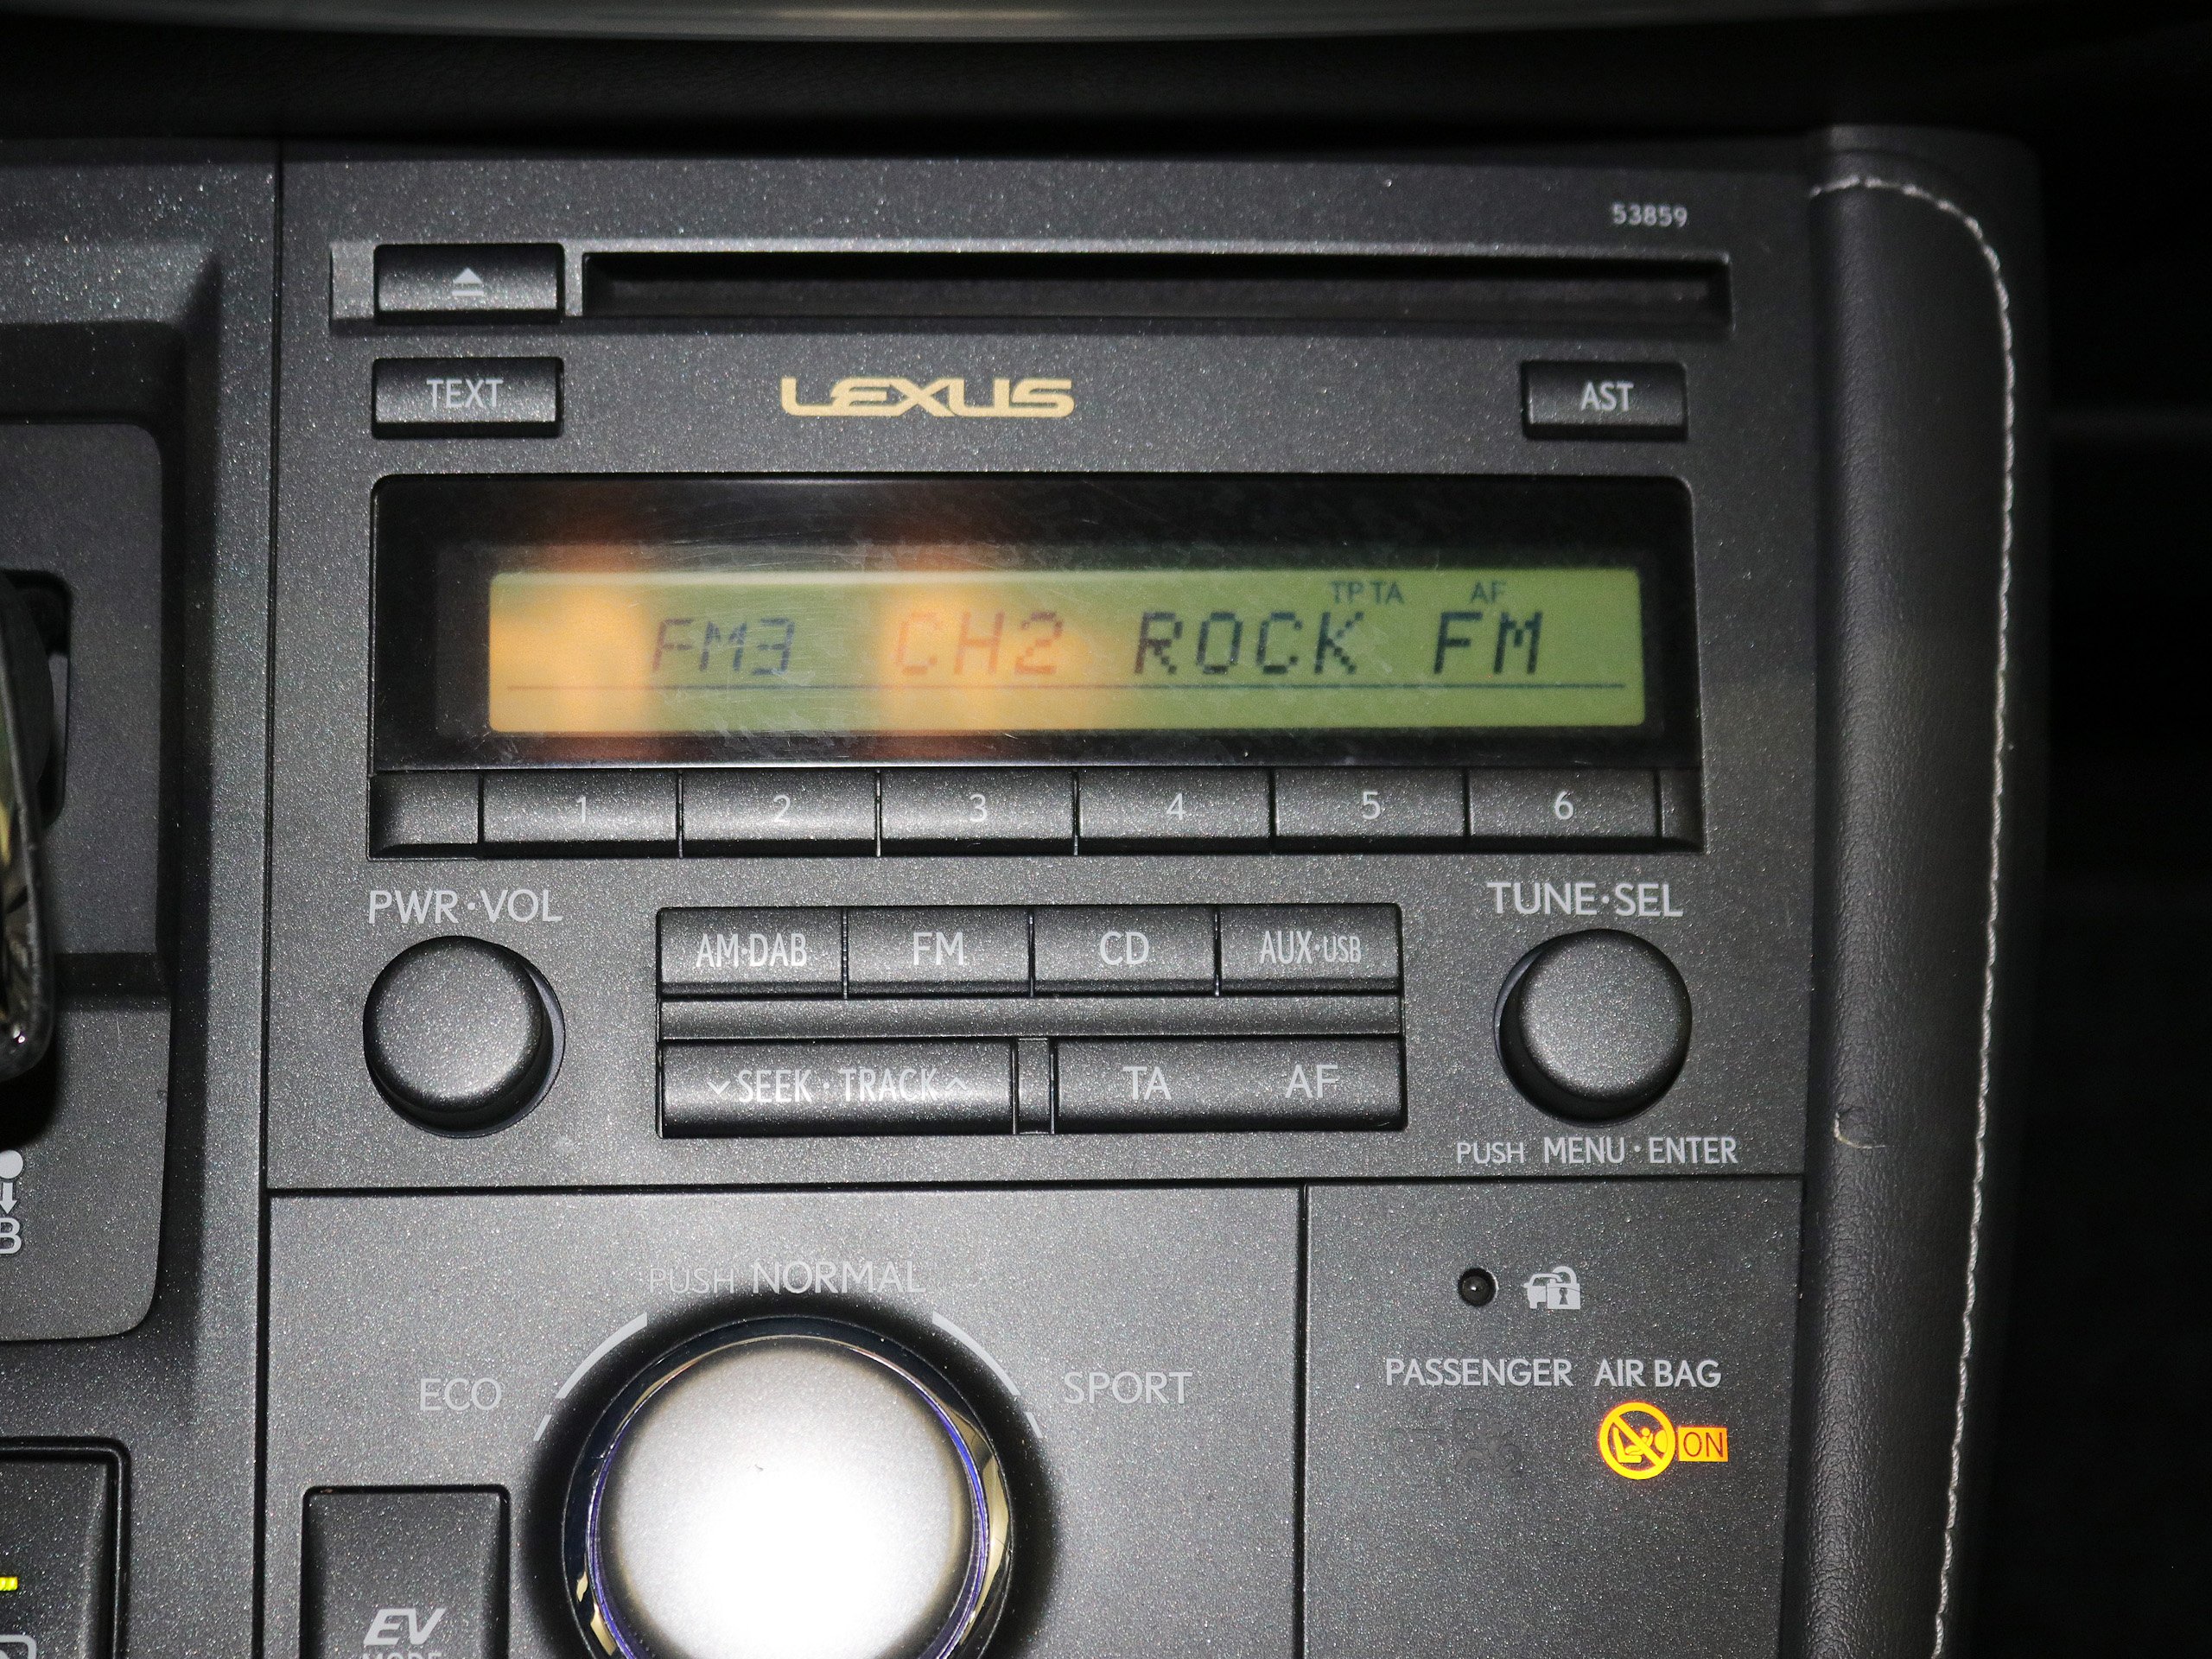 53859
TEXT
LEXUS
AST
TP TA AF
FM3 CH2 ROCK FM
1 2 3 4 5 6
PWR·VOL
TUNE·SEL
AM·DAB FM CD AUX·USB
SEEK·TRACK TA AF
PUSH MENU·ENTER
B
PUSH NORMAL
ECO
SPORT
PASSENGER AIR BAG
ON
EV
MODE